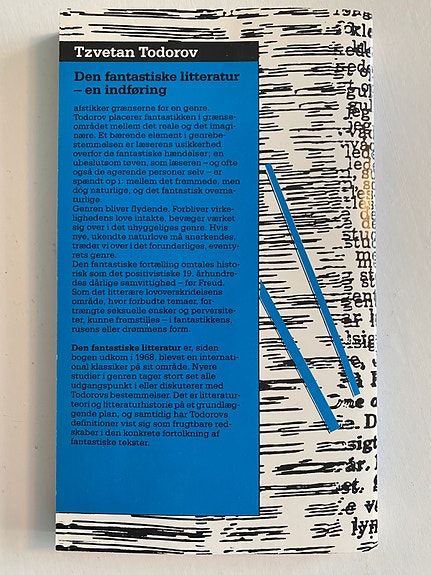 Tzvetan Todorov
Den fantastiske litteratur
– en indføring
afstikker grænserne for en genre.
Todorov placerer fantastikken i grænse-
området mellem det reale og det imagi-
nære. Et bærende element i genrebe-
stemmelsen er læserens usikkerhed
overfor de fantastiske hændelser; en
ubeslutsom tøven, som læseren – og ofte
også de agerende personer selv – er
spændt op i: mellem det fremmede, men
dog naturlige, og det fantastisk overna-
turlige.
Genren bliver flydende. Forbliver virke-
lighedens love intakte, bevæger værket
sig over i det uhyggeliges genre. Hvis
nye, ukendte naturlove må anerkendes,
træder vi over i det forunderliges, eventy-
rets genre.
Den fantastiske fortælling omtales histo-
risk som det positivistiske 19. århundre-
des dårlige samvittighed – før Freud.
Som det litterære lovoverskridelsens
område, hvor forbudte temaer, for-
trængte seksuelle ønsker og perversite-
ter, kunne fremstilles – i fantastikkens,
rusens eller drømmens form.
Den fantastiske litteratur er, siden
bogen udkom i 1968, blevet en internati-
onal klassiker på sit område. Nyere
studier i genren tager stort set alle
udgangspunkt i eller diskuterer med
Todorovs bestemmelser. Det er litteratur-
teori og litteraturhistorie på et grundlæg-
gende plan, og samtidig har Todorovs
definitioner vist sig som frugtbare red-
skaber i den konkrete fortolkning af
fantastiske tekster.